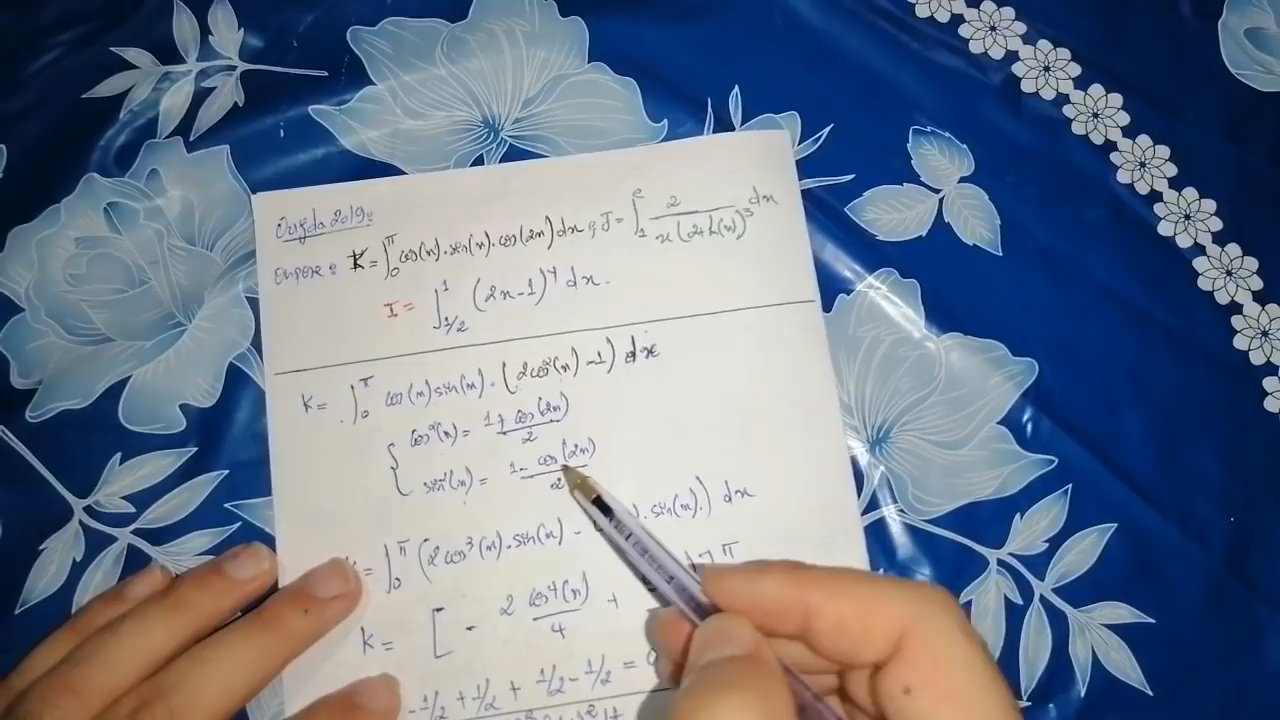 Oujda 2019:
K = ∫₀^π cos(x).sin(x).cos(2x) dx ; J = ∫₁^e 2/(x(2+ln(x))³) dx
I = ∫_{1/2}^1 (2x-1)⁴ dx.
K = ∫₀^π cos(x) sin(x).(2cos²(x) -1) dx
cos²(x) = (1+cos(2x))/2
sin²(x) = (1-cos(2x))/2
= ∫₀^π (2cos³(x).sin(x) - .sin(x)) dx
K = [ - 2 cos⁴(x)/4 + ]^π
-1/2 + 1/2 + 1/2 - 1/2 = 0